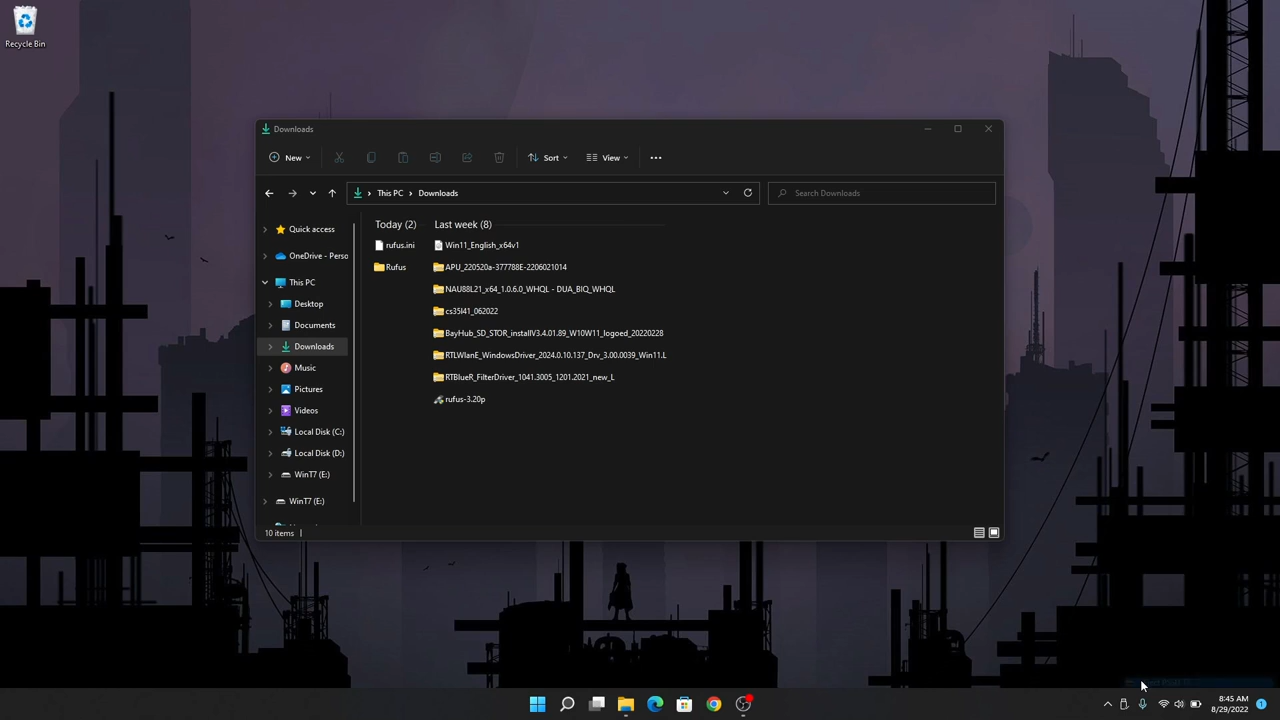 Recycle Bin
Downloads
New
Sort
View
This PC > Downloads
Search Downloads
Quick access
OneDrive - Perso
This PC
Desktop
Documents
Downloads
Music
Pictures
Videos
Local Disk (C:)
Local Disk (D:)
WinT7 (E:)
WinT7 (E:)
Today (2)
rufus.ini
Rufus
Last week (8)
Win11_English_x64v1
APU_220520a-377788E-2206021014
NAU88L21_x64_1.0.6.0_WHQL - DUA_BIQ_WHQL
cs35l41_062022
BayHub_SD_STOR_installV3.4.01.89_W10W11_logoed_20220228
RTLWlanE_WindowsDriver_2024.0.10.137_Drv_3.00.0039_Win11.L
RTBlueR_FilterDriver_1041.3005_1201.2021_new_L
rufus-3.20p
10 items
8:45 AM
8/29/2022
1